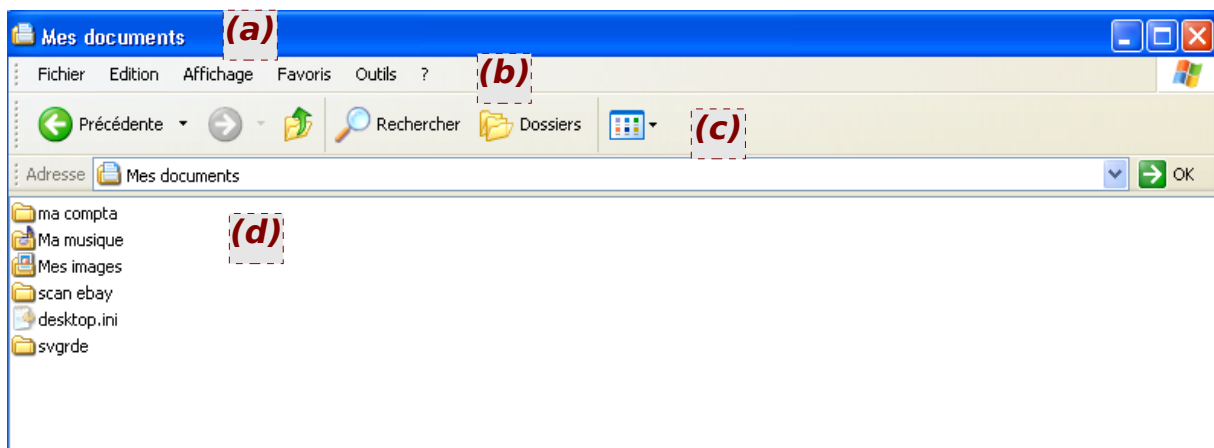 Mes documents (a)
Fichier Edition Affichage Favoris Outils ? (b)
Précédente Rechercher Dossiers (c)
Adresse Mes documents OK
ma compta
Ma musique (d)
Mes images
scan ebay
desktop.ini
svgrde